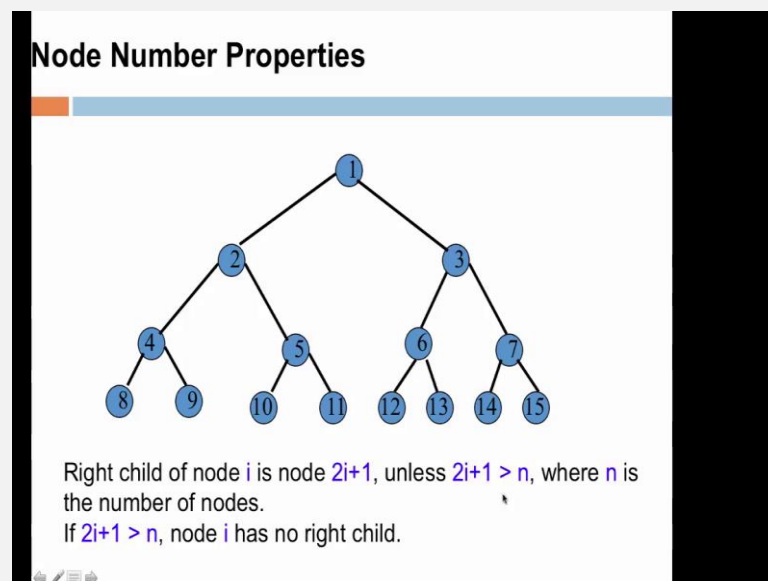 Node Number Properties
1
2 3
4 5 6 7
8 9 10 11 12 13 14 15
Right child of node i is node 2i+1, unless 2i+1 > n, where n is
the number of nodes.
If 2i+1 > n, node i has no right child.